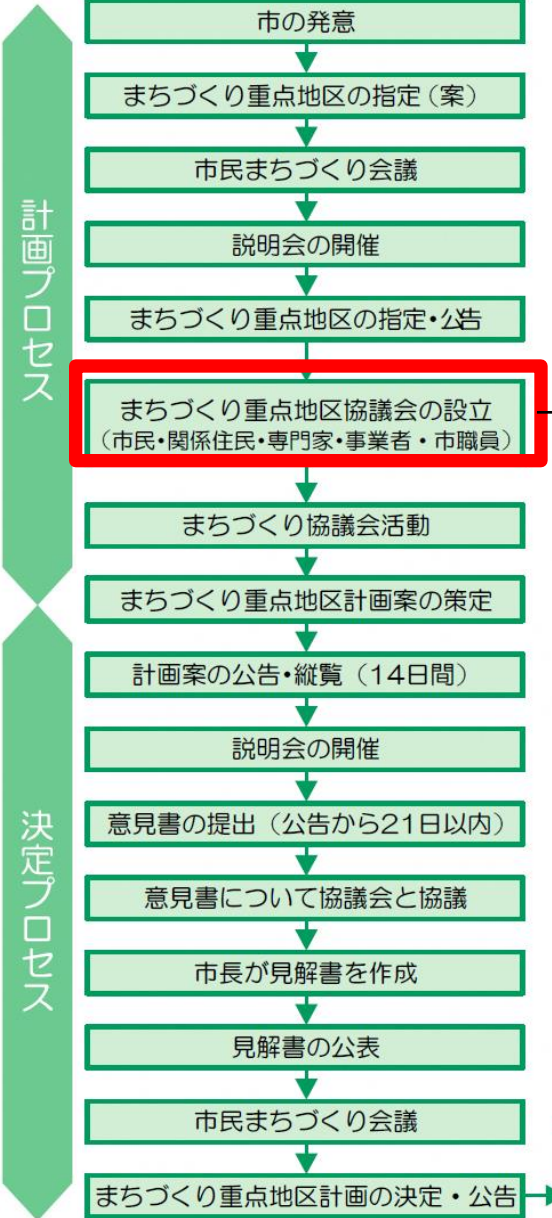 計画プロセス
市の発意
まちづくり重点地区の指定（案）
市民まちづくり会議
説明会の開催
まちづくり重点地区の指定・公告
まちづくり重点地区協議会の設立
（市民・関係住民・専門家・事業者・市職員）
まちづくり協議会活動
まちづくり重点地区計画案の策定
決定プロセス
計画案の公告・縦覧（14日間）
説明会の開催
意見書の提出（公告から21日以内）
意見書について協議会と協議
市長が見解書を作成
見解書の公表
市民まちづくり会議
まちづくり重点地区計画の決定・公告